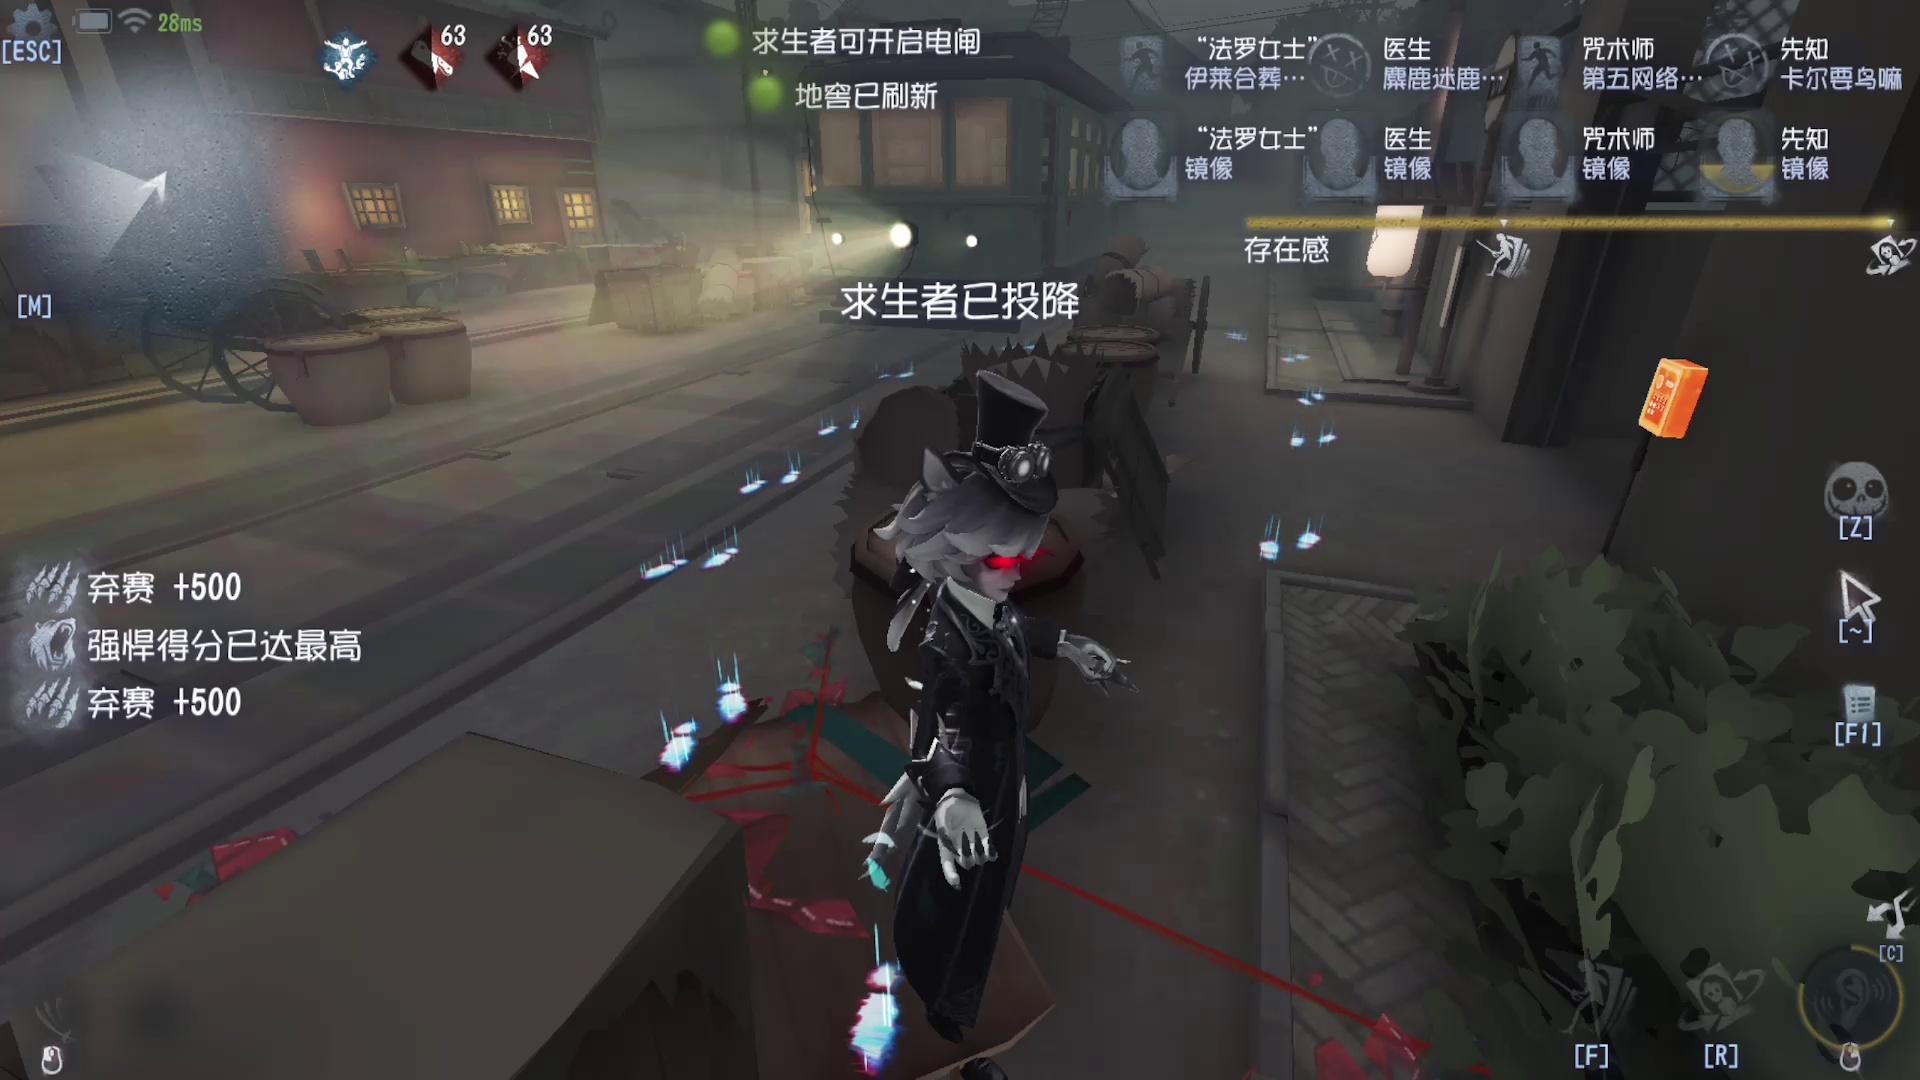 28ms
[ESC]
63
63
求生者可开启电闸
地窖已刷新
“法罗女士”
伊莱合葬…
医生
麋鹿迷鹿…
咒术师
第五网络…
先知
卡尔要鸟嘛
“法罗女士”
镜像
医生
镜像
咒术师
镜像
先知
镜像
存在感
[M]
求生者已投降
[Z]
[~]
[F1]
弃赛 +500
强悍得分已达最高
弃赛 +500
[C]
[F]
[R]